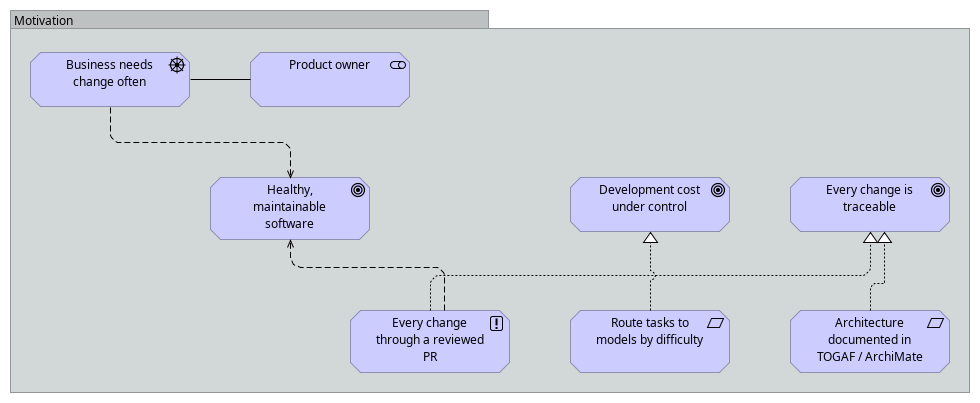 Motivation
Business needs
change often
Product owner
Healthy,
maintainable
software
Development cost
under control
Every change is
traceable
Every change
through a reviewed
PR
Route tasks to
models by difficulty
Architecture
documented in
TOGAF / ArchiMate